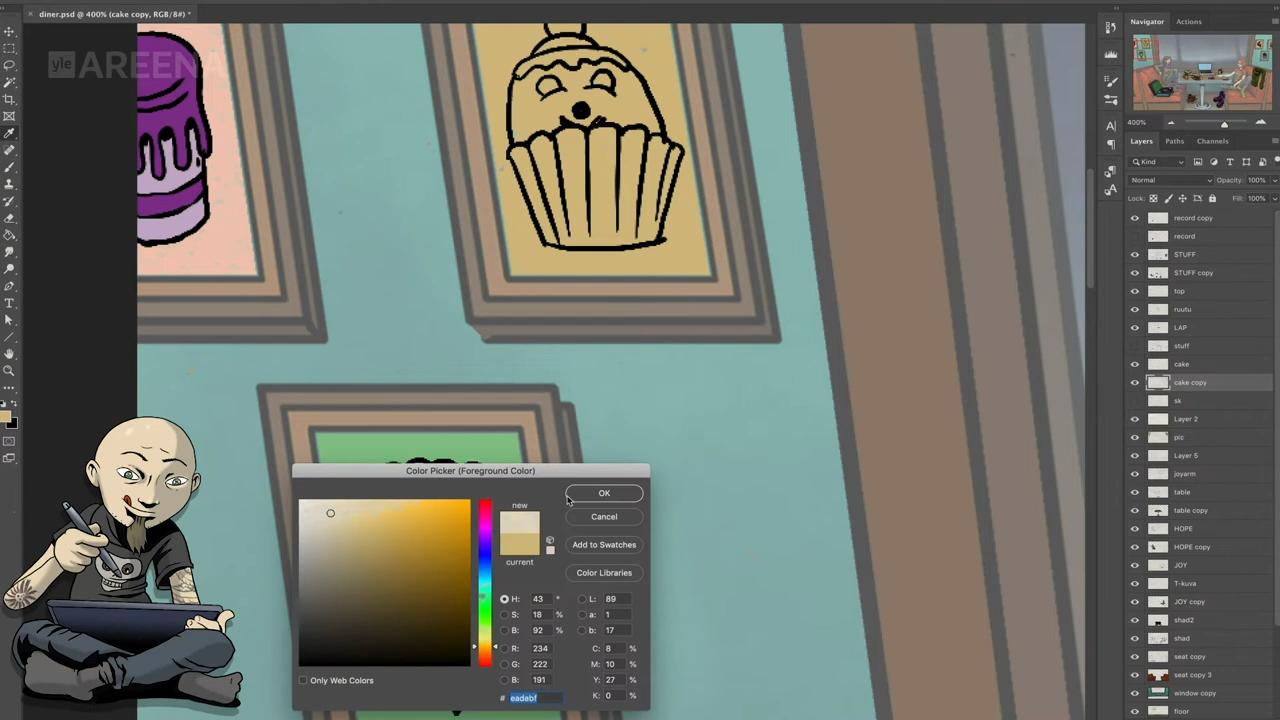 diner.psd @ 400% (cake copy, RGB/8#) *
yle AREENA
Navigator
Actions
400%
Layers
Paths
Channels
Kind
Normal
Opacity: 100%
Lock:
Fill: 100%
record copy
record
STUFF
STUFF copy
top
ruutu
LAP
stuff
cake
cake copy
sk
Layer 2
pic
Layer 5
joyarm
table
table copy
HOPE
HOPE copy
JOY
T-kuva
JOY copy
shad2
shad
seat copy
seat copy 3
window copy
floor
Color Picker (Foreground Color)
new
current
OK
Cancel
Add to Swatches
Color Libraries
H: 43 °
L: 89
S: 18 %
a: 1
B: 92 %
b: 17
R: 234
C: 8 %
G: 222
M: 10 %
B: 191
Y: 27 %
Only Web Colors
# eadebf
K: 0 %